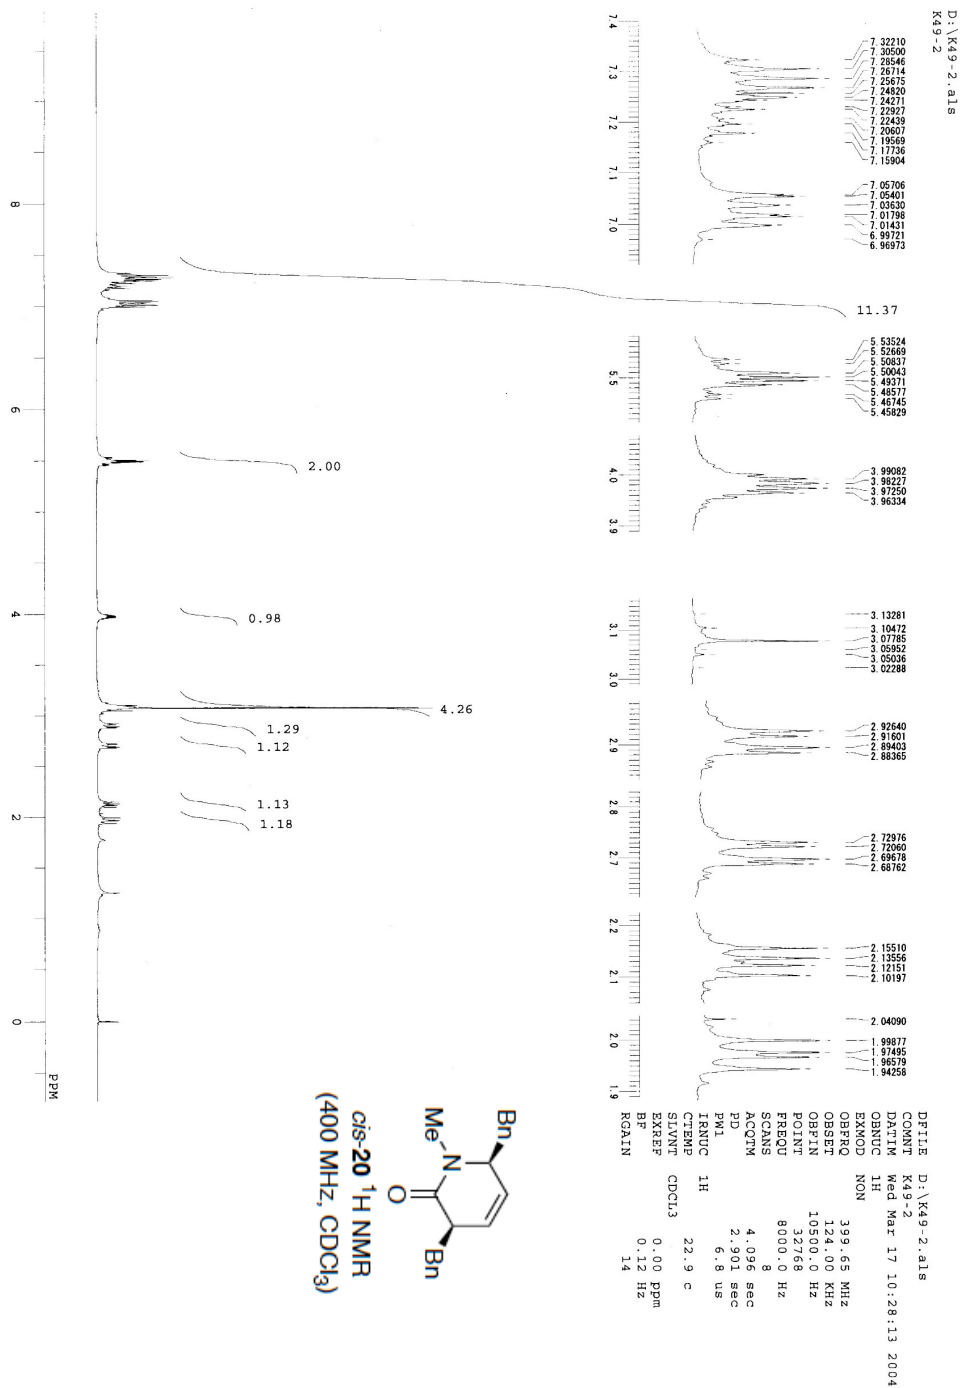 D:\K49-2.als
K49-2
7.32210
7.30500
7.28546
7.26714
7.25675
7.24820
7.24271
7.22927
7.22439
7.20607
7.19569
7.17736
7.15904
7.05706
7.05401
7.03630
7.01798
7.01431
6.99721
6.96973
5.53524
5.52669
5.50837
5.50043
5.49371
5.48577
5.46745
5.45829
3.99082
3.98227
3.97250
3.96334
3.13281
3.10472
3.07785
3.05952
3.05036
3.02288
2.92640
2.91601
2.89403
2.88365
2.72976
2.72060
2.69678
2.68762
2.15510
2.13556
2.12151
2.10197
2.04090
1.99877
1.97495
1.96579
1.94258
7.4
7.3
7.2
7.1
7.0
5.5
4.0
3.9
3.1
3.0
2.9
2.8
2.7
2.2
2.1
2.0
1.9
11.37
2.00
0.98
4.26
1.29
1.12
1.13
1.18
8
6
4
2
0
PPM
DFILE D:\K49-2.als
COMNT K49-2
DATIM Wed Mar 17 10:28:13 2004
OBNUC 1H
EXMOD NON
OBFRQ 399.65 MHz
OBSET 124.00 KHz
OBFIN 10500.0 Hz
POINT 32768
FREQU 8000.0 Hz
SCANS 8
ACQTM 4.096 sec
PD 2.901 sec
PW1 6.8 us
IRNUC 1H
CTEMP 22.9 c
SLVNT CDCL3
EXREF 0.00 ppm
BF 0.12 Hz
RGAIN 14
Bn
N
Me
O
Bn
cis-20 ¹H NMR
(400 MHz, CDCl₃)